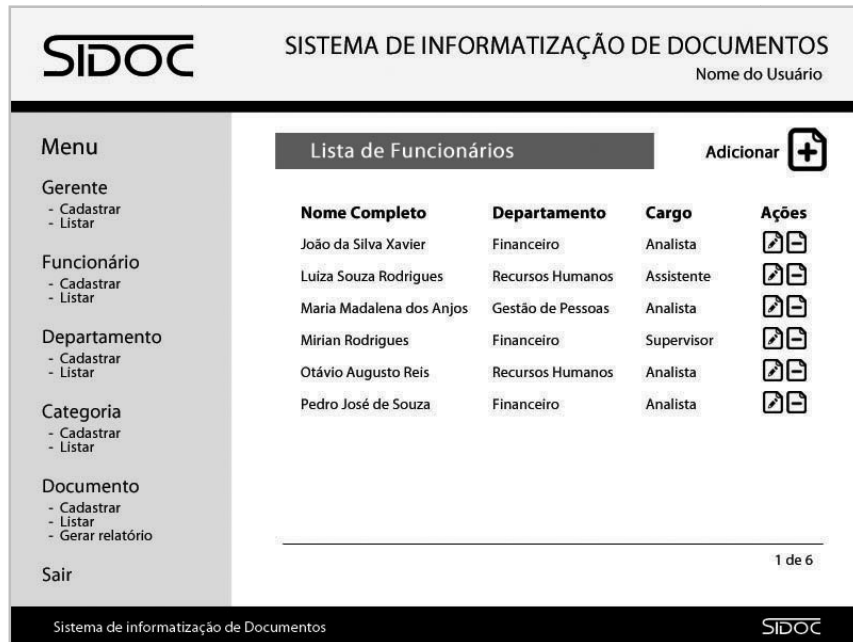 SIDOC
SISTEMA DE INFORMATIZAÇÃO DE DOCUMENTOS
Nome do Usuário
Menu
Gerente
- Cadastrar
- Listar
Funcionário
- Cadastrar
- Listar
Departamento
- Cadastrar
- Listar
Categoria
- Cadastrar
- Listar
Documento
- Cadastrar
- Listar
- Gerar relatório
Sair
Lista de Funcionários
Adicionar
Nome Completo Departamento Cargo Ações
João da Silva Xavier Financeiro Analista
Luíza Souza Rodrigues Recursos Humanos Assistente
Maria Madalena dos Anjos Gestão de Pessoas Analista
Mirian Rodrigues Financeiro Supervisor
Otávio Augusto Reis Recursos Humanos Analista
Pedro José de Souza Financeiro Analista
1 de 6
Sistema de informatização de Documentos
SIDOC